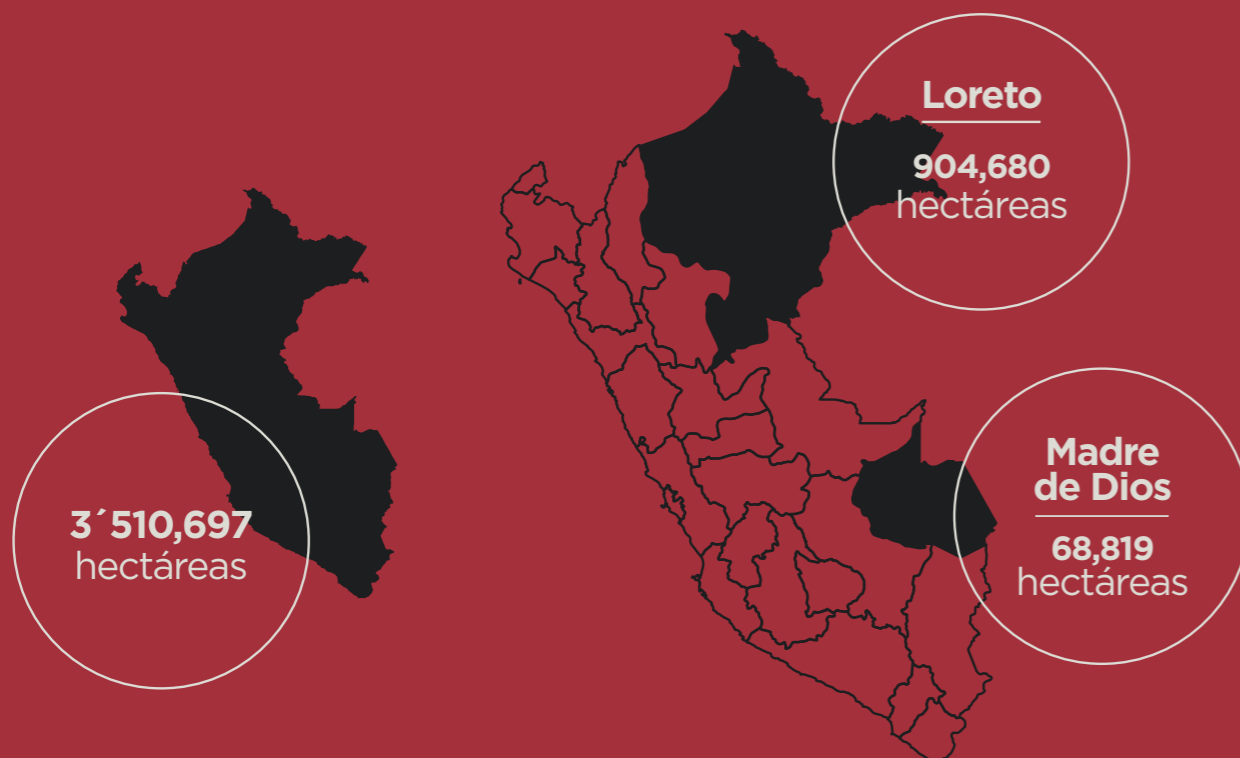 3´510,697
hectáreas
Loreto
904,680
hectáreas
Madre
de Dios
68,819
hectáreas